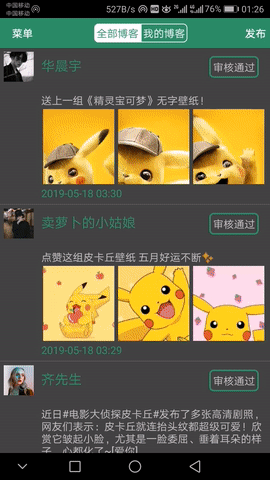 中国移动
中国移动
527B/s
01:26
菜单
全部博客
我的博客
发布
华晨宇
审核通过
送上一组《精灵宝可梦》无字壁纸！
2019-05-18 03:30
卖萝卜的小姑娘
审核通过
点赞这组皮卡丘壁纸 五月好运不断✨
2019-05-18 03:29
齐先生
审核通过
近日#电影大侦探皮卡丘#发布了多张高清剧照，
网友们表示：皮卡丘就连抬头纹都超级可爱！欣
赏它皱起小脸，尤其是一脸委屈、垂着耳朵的样
子，心都化了~[爱你]